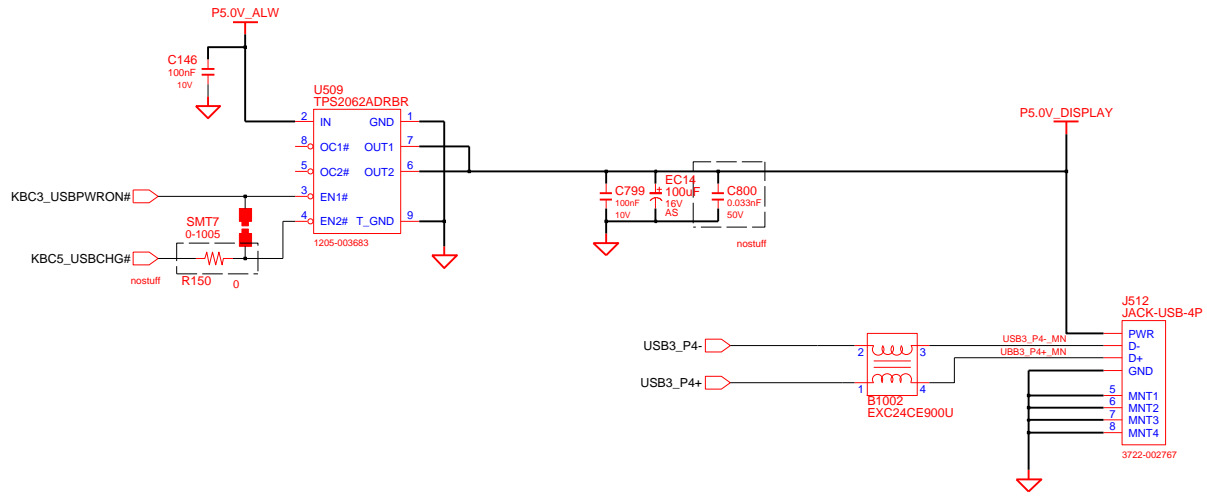 P5.0V_ALW
C146
100nF
10V
U509
TPS2062ADRBR
2 IN GND 1
8 OC1# OUT1 7
5 OC2# OUT2 6
3 EN1#
4 EN2# T_GND 9
1205-003683
KBC3_USBPWRON#
SMT7
0-1005
KBC5_USBCHG#
nostuff
R150
0
P5.0V_DISPLAY
C799
100nF
10V
EC14
100uF
16V
AS
C800
0.033nF
50V
nostuff
J512
JACK-USB-4P
PWR
D-
D+
GND
5 MNT1
6 MNT2
7 MNT3
8 MNT4
3722-002767
USB3_P4-
USB3_P4+
2 3
1 4
B1002
EXC24CE900U
USB3_P4-_MN
UBB3_P4+_MN